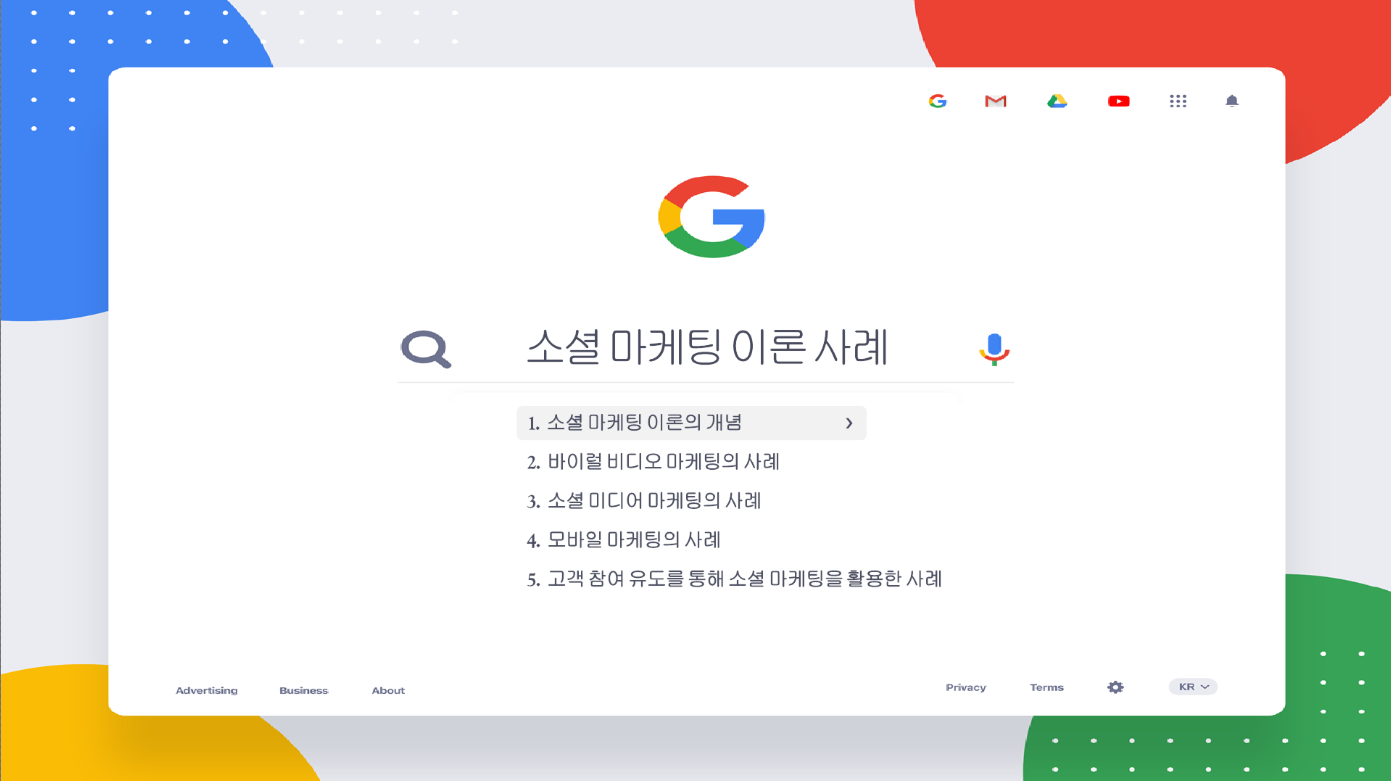 소셜 마케팅 이론 사례
1. 소셜 마케팅 이론의 개념
2. 바이럴 비디오 마케팅의 사례
3. 소셜 미디어 마케팅의 사례
4. 모바일 마케팅의 사례
5. 고객 참여 유도를 통해 소셜 마케팅을 활용한 사례
Advertising Business About Privacy Terms KR